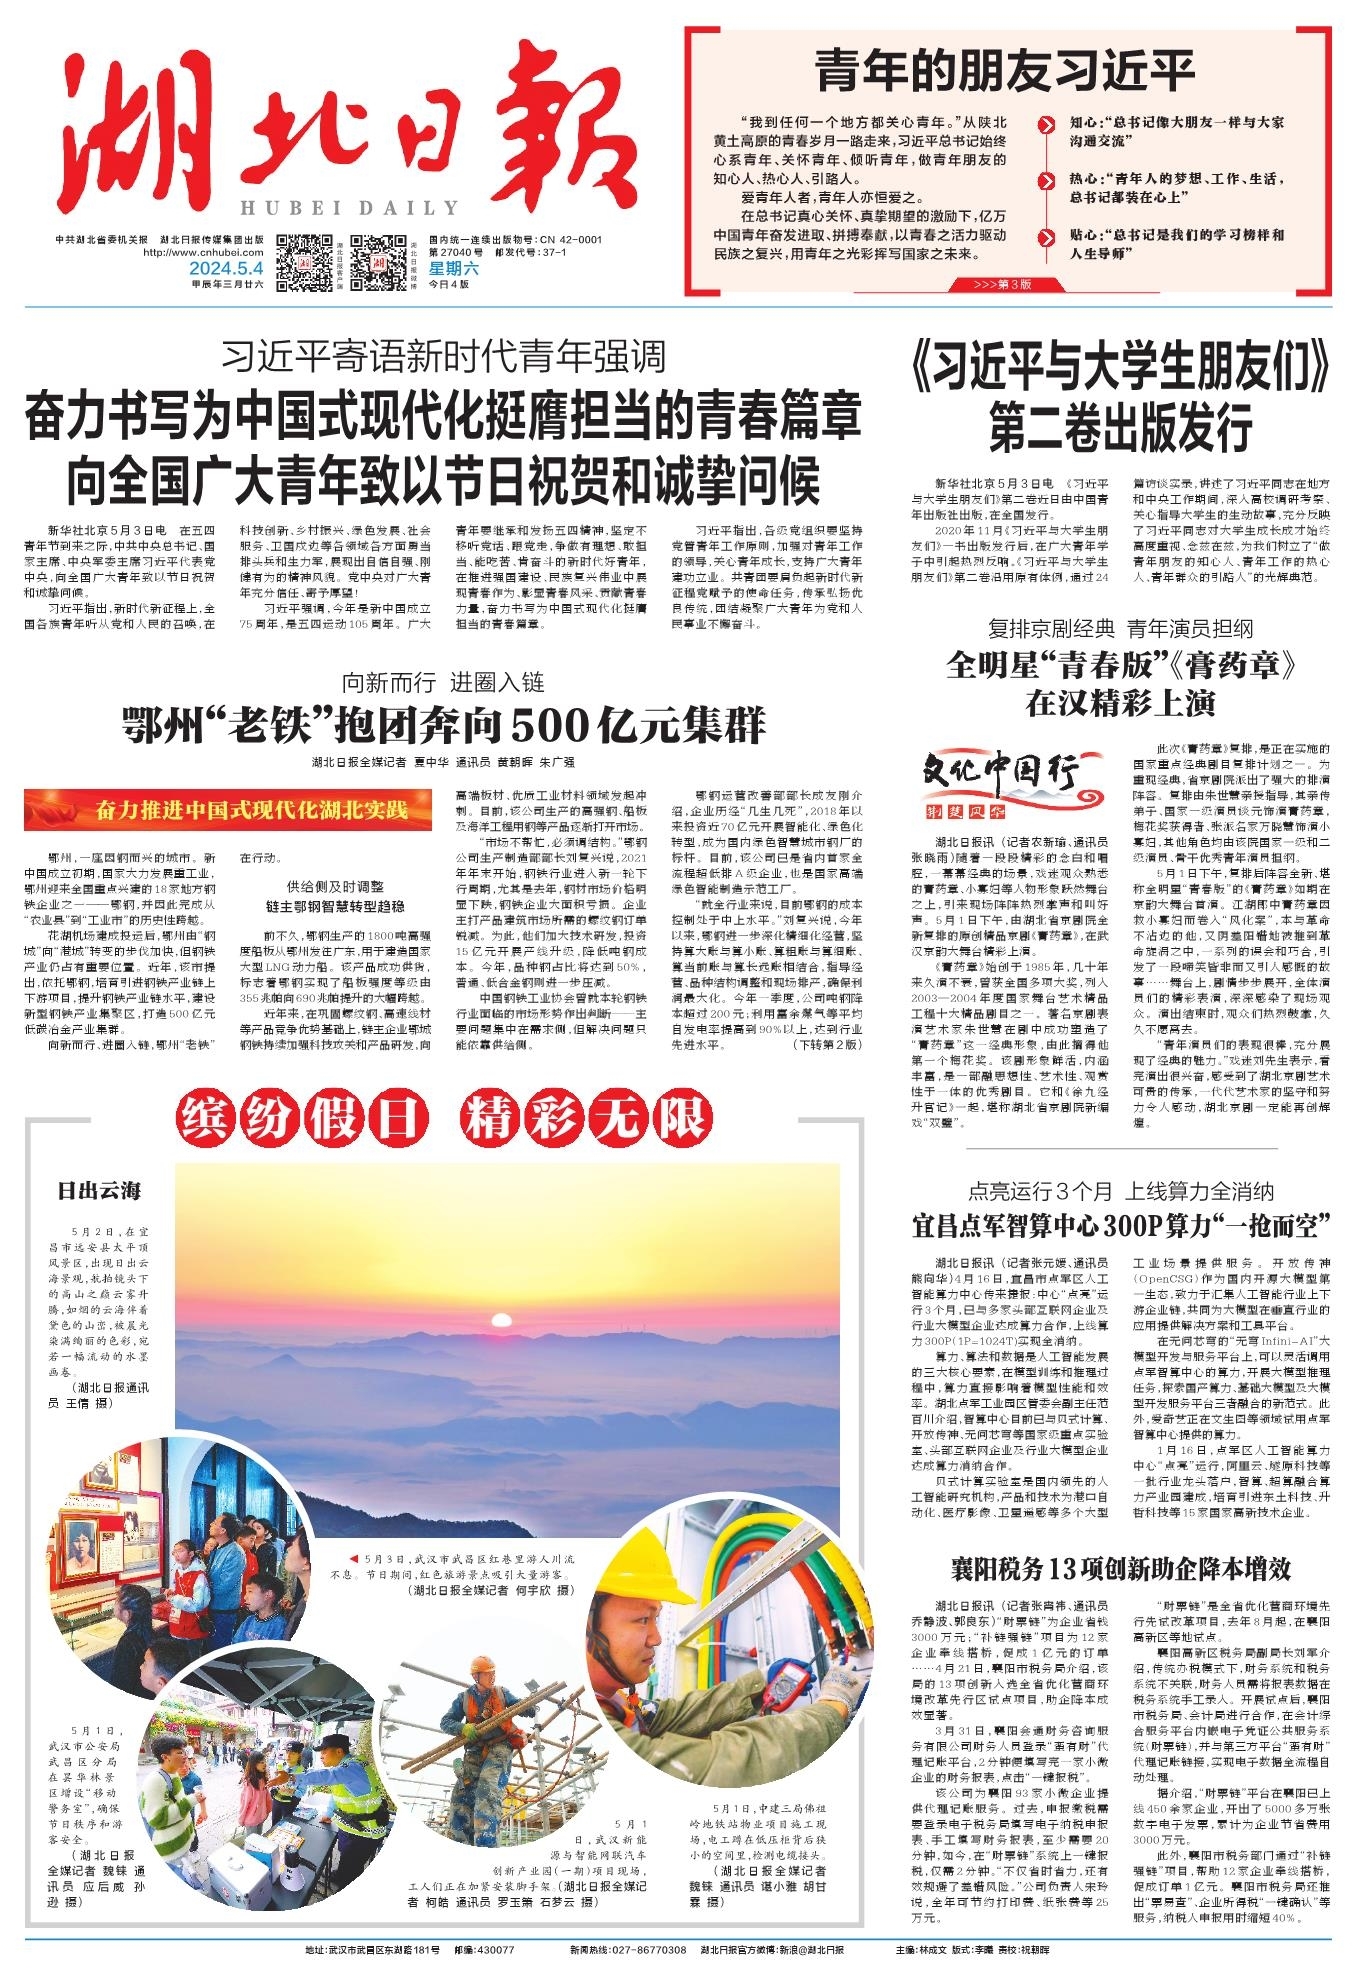 湖北日報
HUBEI DAILY
中共湖北省委机关报 湖北日报传媒集团出版
http://www.cnhubei.com
2024.5.4
甲辰年三月廿六
湖北日报客户端
湖北日报微博
国内统一连续出版物号:CN 42-0001
第27040号 邮发代号:37-1
星期六
今日4版
青年的朋友习近平
“我到任何一个地方都关心青年。”从陕北
黄土高原的青春岁月一路走来,习近平总书记始终
心系青年、关怀青年、倾听青年,做青年朋友的
知心人、热心人、引路人。
爱青年人者,青年人亦恒爱之。
在总书记真心关怀、真挚期望的激励下,亿万
中国青年奋发进取、拼搏奉献,以青春之活力驱动
民族之复兴,用青年之光彩挥写国家之未来。
知心:“总书记像大朋友一样与大家
沟通交流”
热心:“青年人的梦想、工作、生活,
总书记都装在心上”
贴心:“总书记是我们的学习榜样和
人生导师”
>>>第3版
习近平寄语新时代青年强调
奋力书写为中国式现代化挺膺担当的青春篇章
向全国广大青年致以节日祝贺和诚挚问候
新华社北京5月3日电 在五四
青年节到来之际,中共中央总书记、国
家主席、中央军委主席习近平代表党
中央,向全国广大青年致以节日祝贺
和诚挚问候。
习近平指出,新时代新征程上,全
国各族青年听从党和人民的召唤,在
科技创新、乡村振兴、绿色发展、社会
服务、卫国戍边等各领域各方面勇当
排头兵和生力军,展现出自信自强、刚
健有为的精神风貌。党中央对广大青
年充分信任、寄予厚望!
习近平强调,今年是新中国成立
75周年,是五四运动105周年。广大
青年要继承和发扬五四精神,坚定不
移听党话、跟党走,争做有理想、敢担
当、能吃苦、肯奋斗的新时代好青年,
在推进强国建设、民族复兴伟业中展
现青春作为、彰显青春风采、贡献青春
力量,奋力书写为中国式现代化挺膺
担当的青春篇章。
习近平指出,各级党组织要坚持
党管青年工作原则,加强对青年工作
的领导,关心青年成长,支持广大青年
建功立业。共青团要肩负起新时代新
征程党赋予的使命任务,传承弘扬优
良传统,团结凝聚广大青年为党和人
民事业不懈奋斗。
《习近平与大学生朋友们》
第二卷出版发行
新华社北京5月3日电 《习近平
与大学生朋友们》第二卷近日由中国青
年出版社出版,在全国发行。
2020年11月《习近平与大学生朋
友们》一书出版发行后,在广大青年学
子中引起热烈反响。《习近平与大学生
朋友们》第二卷沿用原有体例,通过24
篇访谈实录,讲述了习近平同志在地方
和中央工作期间,深入高校调研考察、
关心指导大学生的生动故事,充分反映
了习近平同志对大学生成长成才始终
高度重视、念兹在兹,为我们树立了“做
青年朋友的知心人、青年工作的热心
人、青年群众的引路人”的光辉典范。
向新而行 进圈入链
鄂州“老铁”抱团奔向500亿元集群
湖北日报全媒记者 夏中华 通讯员 黄朝晖 朱广强
奋力推进中国式现代化湖北实践
鄂州,一座因钢而兴的城市。新
中国成立初期,国家大力发展重工业,
鄂州迎来全国重点兴建的18家地方钢
铁企业之一——鄂钢,并因此完成从
“农业县”到“工业市”的历史性跨越。
花湖机场建成投运后,鄂州由“钢
城”向“港城”转变的步伐加快,但钢铁
产业仍占有重要位置。近年,该市提
出,依托鄂钢,培育引进钢铁产业链上
下游项目,提升钢铁产业链水平,建设
新型钢铁产业集聚区,打造500亿元
低碳冶金产业集群。
向新而行、进圈入链,鄂州“老铁”
在行动。
供给侧及时调整
链主鄂钢智慧转型趋稳
前不久,鄂钢生产的1800吨高强
度船板从鄂州发往广东,用于建造国家
大型LNG动力船。该产品成功供货,
标志着鄂钢实现了船板强度等级由
355兆帕向690兆帕提升的大幅跨越。
近年来,在巩固螺纹钢、高速线材
等产品竞争优势基础上,链主企业鄂城
钢铁持续加强科技攻关和产品研发,向
高端板材、优质工业材料领域发起冲
刺。目前,该公司生产的高强钢、船板
及海洋工程用钢等产品逐渐打开市场。
“市场不帮忙,必须调结构。”鄂钢
公司生产制造部部长刘复兴说,2021
年年末开始,钢铁行业进入新一轮下
行周期,尤其是去年,钢材市场价格明
显下跌,钢铁企业大面积亏损。企业
主打产品建筑市场所需的螺纹钢订单
锐减。为此,他们加大技术研发,投资
15亿元开展产线升级,降低吨钢成
本。今年,品种钢占比将达到50%,
普通、低合金钢则进一步压减。
中国钢铁工业协会曾就本轮钢铁
行业面临的市场形势作出判断——主
要问题集中在需求侧,但解决问题只
能依靠供给侧。
鄂钢运营改善部部长成友刚介
绍,企业历经“几生几死”,2018年以
来投资近70亿元开展智能化、绿色化
转型,成为国内绿色智慧城市钢厂的
标杆。目前,该公司已是省内首家全
流程超低排A级企业,也是国家高端
绿色智能制造示范工厂。
“就全行业来说,目前鄂钢的成本
控制处于中上水平。”刘复兴说,今年
以来,鄂钢进一步深化精细化经营,坚
持算大账与算小账、算粗账与算细账、
算当前账与算长远账相结合,指导经
营、品种结构调整和现场排产,确保利
润最大化。今年一季度,公司吨钢降
本超过200元;利用富余煤气等平均
自发电率提高到90%以上,达到行业
先进水平。 (下转第2版)
复排京剧经典 青年演员担纲
全明星“青春版”《膏药章》
在汉精彩上演
文化中国行
荆楚风华
湖北日报讯 (记者农新瑜、通讯员
张晓雨)随着一段段精彩的念白和唱
腔,一幕幕经典的场景,戏迷观众熟悉
的膏药章、小寡妇等人物形象跃然舞台
之上,引来现场阵阵热烈掌声和叫好
声。5月1日下午,由湖北省京剧院全
新复排的原创精品京剧《膏药章》,在武
汉京韵大舞台精彩上演。
《膏药章》始创于1985年,几十年
来久演不衰,曾获全国多项大奖,列入
2003—2004年度国家舞台艺术精品
工程十大精品剧目之一。著名京剧表
演艺术家朱世慧在剧中成功塑造了
“膏药章”这一经典形象,由此摘得他
第一个梅花奖。该剧形象鲜活,内涵
丰富,是一部融思想性、艺术性、观赏
性于一体的优秀剧目。它和《徐九经
升官记》一起,堪称湖北省京剧院新编
戏“双璧”。
此次《膏药章》复排,是正在实施的
国家重点经典剧目复排计划之一。为
重现经典,省京剧院派出了强大的排演
阵容。复排由朱世慧亲授指导,其亲传
弟子、国家一级演员谈元饰演膏药章,
梅花奖获得者、张派名家万晓慧饰演小
寡妇,其他角色均由该院国家一级和二
级演员、骨干优秀青年演员担纲。
5月1日下午,复排后阵容全新、堪
称全明星“青春版”的《膏药章》如期在
京韵大舞台首演。江湖郎中膏药章因
救小寡妇而卷入“风化案”,本与革命
不沾边的他,又阴差阳错地被推到革
命旋涡之中,一系列的误会和巧合,引
发了一段啼笑皆非而又引人感慨的故
事……舞台上,剧情步步展开,全体演
员们的精彩表演,深深感染了现场观
众。演出结束时,观众们热烈鼓掌,久
久不愿离去。
“青年演员们的表现很棒,充分展
现了经典的魅力。”戏迷刘先生表示,看
完演出很兴奋,感受到了湖北京剧艺术
可贵的传承,一代代艺术家的坚守和努
力令人感动,湖北京剧一定能再创辉
煌。
缤纷假日 精彩无限
日出云海
5月2日,在宜
昌市远安县太平顶
风景区,出现日出云
海景观,航拍镜头下
的高山之巅云雾升
腾,如烟的云海伴着
黛色的山峦,被晨光
染满绚丽的色彩,宛
若一幅流动的水墨
画卷。
(湖北日报通讯
员 王倩 摄)
◀ 5月3日,武汉市武昌区红巷里游人川流
不息。节日期间,红色旅游景点吸引大量游客。
(湖北日报全媒记者 何宇欣 摄)
5月1日,
武汉市公安局
武昌区分局
在昙华林景
区增设“移动
警务室”,确保
节日秩序和游
客安全。
(湖北日报
全媒记者 魏铼 通
讯员 应后威 孙
逊 摄)
5月1
日,武汉新能
源与智能网联汽车
创新产业园(一期)项目现场,
工人们正在加紧安装脚手架。(湖北日报全媒记
者 柯皓 通讯员 罗玉箫 石梦云 摄)
5月1日,中建三局佛祖
岭地铁站物业项目施工现
场,电工蹲在低压柜背后狭
小的空间里,检测电缆接头。
(湖北日报全媒记者
魏铼 通讯员 谌小雅 胡甘
霖 摄)
点亮运行3个月 上线算力全消纳
宜昌点军智算中心300P算力“一抢而空”
湖北日报讯 (记者张元媛、通讯员
熊向华)4月16日,宜昌市点军区人工
智能算力中心传来捷报:中心“点亮”运
行3个月,已与多家头部互联网企业及
行业大模型企业达成算力合作,上线算
力300P(1P=1024T)实现全消纳。
算力、算法和数据是人工智能发展
的三大核心要素,在模型训练和推理过
程中,算力直接影响着模型性能和效
率。湖北点军工业园区管委会副主任范
百川介绍,智算中心目前已与贝式计算、
开放传神、无问芯穹等国家级重点实验
室、头部互联网企业及行业大模型企业
达成算力消纳合作。
贝式计算实验室是国内领先的人
工智能研究机构,产品和技术为港口自
动化、医疗影像、卫星遥感等多个大型
工业场景提供服务。开放传神
(OpenCSG)作为国内开源大模型第
一生态,致力于汇集人工智能行业上下
游企业链,共同为大模型在垂直行业的
应用提供解决方案和工具平台。
在无问芯穹的“无穹Infini-AI”大
模型开发与服务平台上,可以灵活调用
点军智算中心的算力,开展大模型推理
任务,探索国产算力、基础大模型及大模
型开发服务平台三者融合的新范式。此
外,爱奇艺正在文生图等领域试用点军
智算中心提供的算力。
1月16日,点军区人工智能算力
中心“点亮”运行,阿里云、燧原科技等
一批行业龙头落户,智算、超算融合算
力产业园建成,培育引进东土科技、升
哲科技等15家国家高新技术企业。
襄阳税务13项创新助企降本增效
湖北日报讯 (记者张宵祎、通讯员
乔静波、郭良东)“财票链”为企业省钱
3000万元;“补链强链”项目为12家
企业牵线搭桥,促成1亿元的订单
……4月21日,襄阳市税务局介绍,该
局的13项创新入选全省优化营商环
境改革先行区试点项目,助企降本成
效显著。
3月31日,襄阳会通财务咨询服
务有限公司财务人员登录“蛋有财”代
理记账平台,2分钟便填写完一家小微
企业的财务报表,点击“一键报税”。
该公司为襄阳93家小微企业提
供代理记账服务。过去,申报缴税需
要登录电子税务局填写电子纳税申报
表、手工填写财务报表,至少需要20
分钟,如今,在“财票链”系统上一键报
税,仅需2分钟。“不仅省时省力,还有
效规避了差错风险。”公司负责人宋玲
说,全年可节约打印费、纸张费等25
万元。
“财票链”是全省优化营商环境先
行先试改革项目,去年8月起,在襄阳
高新区等地试点。
襄阳高新区税务局副局长刘军介
绍,传统办税模式下,财务系统和税务
系统不关联,财务人员需将报表数据在
税务系统手工录入。开展试点后,襄阳
市税务局、会计局进行合作,在会计综
合服务平台内嵌电子凭证公共服务系
统(财票链),并与第三方平台“蛋有财”
代理记账链接,实现电子数据全流程自
动处理。
据介绍,“财票链”平台在襄阳已上
线450余家企业,开出了5000多万张
数字电子发票,累计为企业节省费用
3000万元。
此外,襄阳市税务部门通过“补链
强链”项目,帮助12家企业牵线搭桥,
促成订单1亿元。襄阳市税务局还推
出“票易查”、企业所得税“一键确认”等
服务,纳税人申报用时缩短40%。
地址:武汉市武昌区东湖路181号 邮编:430077 新闻热线:027-86770308 湖北日报官方微博:新浪@湖北日报 主编:林成文 版式:李曦 责校:祝朝晖